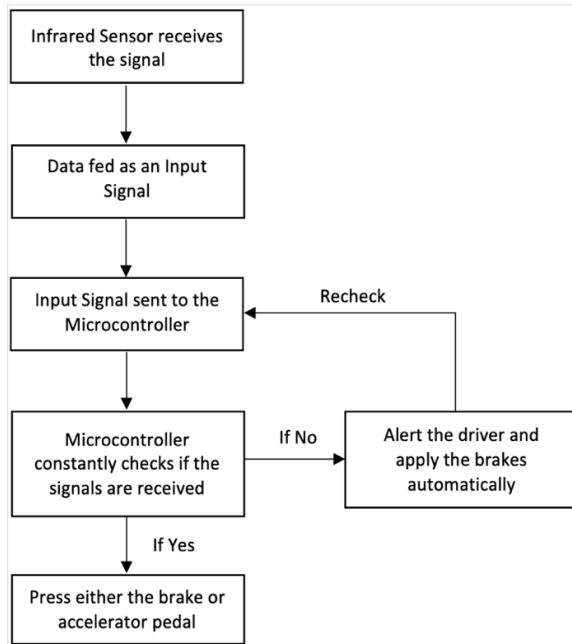 Infrared Sensor receives
the signal
Data fed as an Input
Signal
Input Signal sent to the
Microcontroller
Recheck
Microcontroller
constantly checks if the
signals are received
If No
Alert the driver and
apply the brakes
automatically
If Yes
Press either the brake or
accelerator pedal